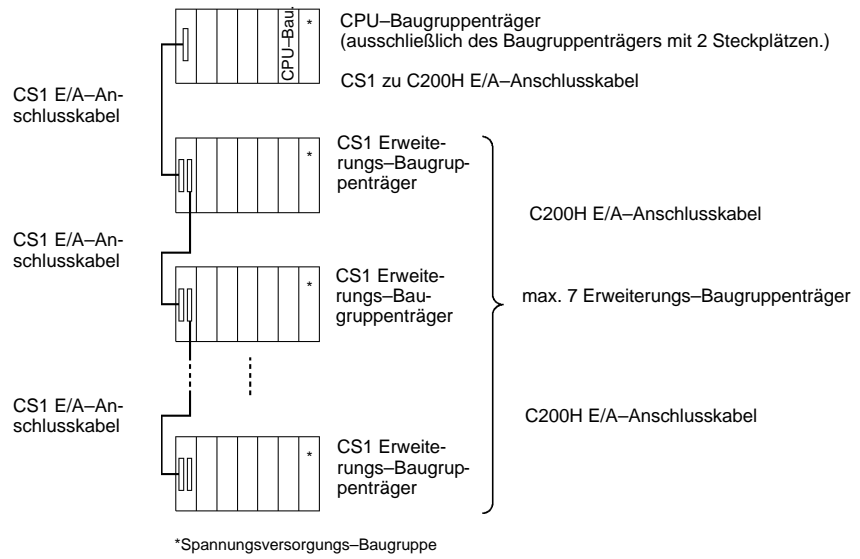 CPU–Bau.
*
CPU–Baugruppenträger
(ausschließlich des Baugruppenträgers mit 2 Steckplätzen.)
CS1 zu C200H E/A–Anschlusskabel
CS1 E/A–An-
schlusskabel
*
CS1 Erweite-
rungs–Baugrup-
penträger
C200H E/A–Anschlusskabel
CS1 E/A–An-
schlusskabel
*
CS1 Erweite-
rungs–Bau-
gruppenträger
max. 7 Erweiterungs–Baugruppenträger
CS1 E/A–An-
schlusskabel
C200H E/A–Anschlusskabel
*
CS1 Erweite-
rungs–Baugrup-
penträger
*Spannungsversorgungs–Baugruppe